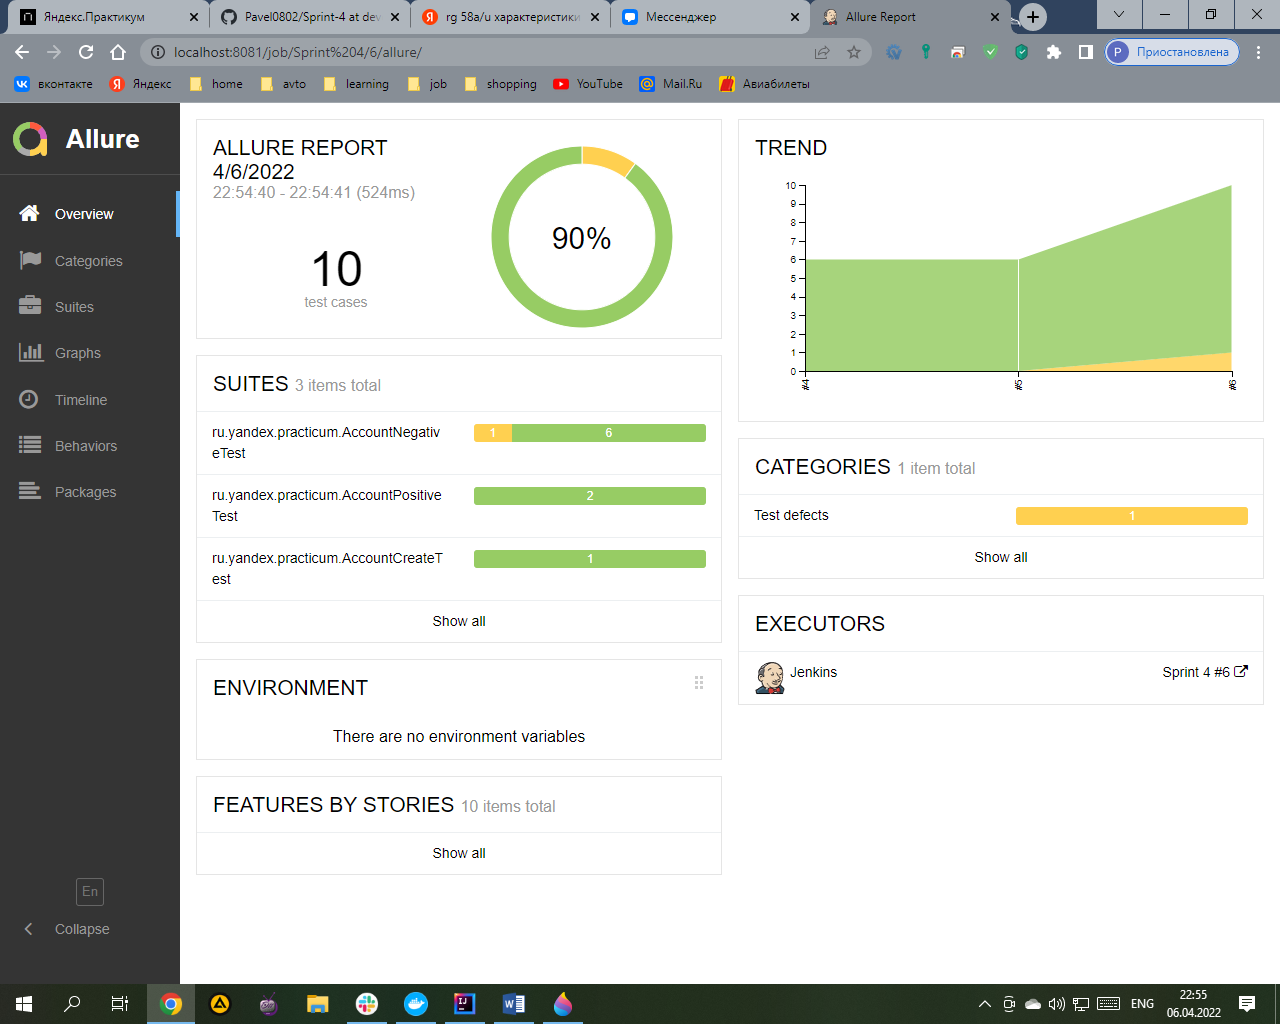 Яндекс.Практикум
Pavel0802/Sprint-4 at dev
rg 58a/u характеристики
Мессенджер
Allure Report
localhost:8081/job/Sprint%204/6/allure/
P Приостановлена
вконтакте
Яндекс
home
avto
learning
job
shopping
YouTube
Mail.Ru
Авиабилеты
Allure
Overview
Categories
Suites
Graphs
Timeline
Behaviors
Packages
En
Collapse
ALLURE REPORT
4/6/2022
22:54:40 - 22:54:41 (524ms)
10
test cases
90%
SUITES 3 items total
ru.yandex.practicum.AccountNegativ
eTest
1 6
ru.yandex.practicum.AccountPositive
Test
2
ru.yandex.practicum.AccountCreateT
est
1
Show all
ENVIRONMENT
There are no environment variables
FEATURES BY STORIES 10 items total
Show all
TREND
10
9
8
7
6
5
4
3
2
1
0
#4
#5
#6
CATEGORIES 1 item total
Test defects
1
Show all
EXECUTORS
Jenkins
Sprint 4 #6
ENG
22:55
06.04.2022